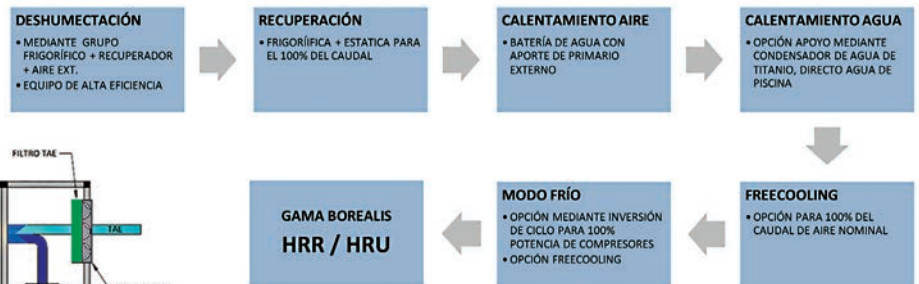 DESHUMECTACIÓN
• MEDIANTE GRUPO
FRIGORÍFICO + RECUPERADOR
+ AIRE EXT.
• EQUIPO DE ALTA EFICIENCIA
RECUPERACIÓN
• FRIGORÍIFICA + ESTATICA PARA
EL 100% DEL CAUDAL
CALENTAMIENTO AIRE
• BATERÍA DE AGUA CON
APORTE DE PRIMARIO
EXTERNO
CALENTAMIENTO AGUA
• OPCIÓN APOYO MEDIANTE
CONDENSADOR DE AGUA DE
TITANIO, DIRECTO AGUA DE
PISCINA
FREECOOLING
• OPCIÓN PARA 100% DEL
CAUDAL DE AIRE NOMINAL
MODO FRÍO
• OPCIÓN MEDIANTE INVERSIÓN
DE CICLO PARA 100%
POTENCIA DE COMPRESORES
• OPCIÓN FREECOOLING
GAMA BOREALIS
HRR / HRU
FILTRO TAE
TAE